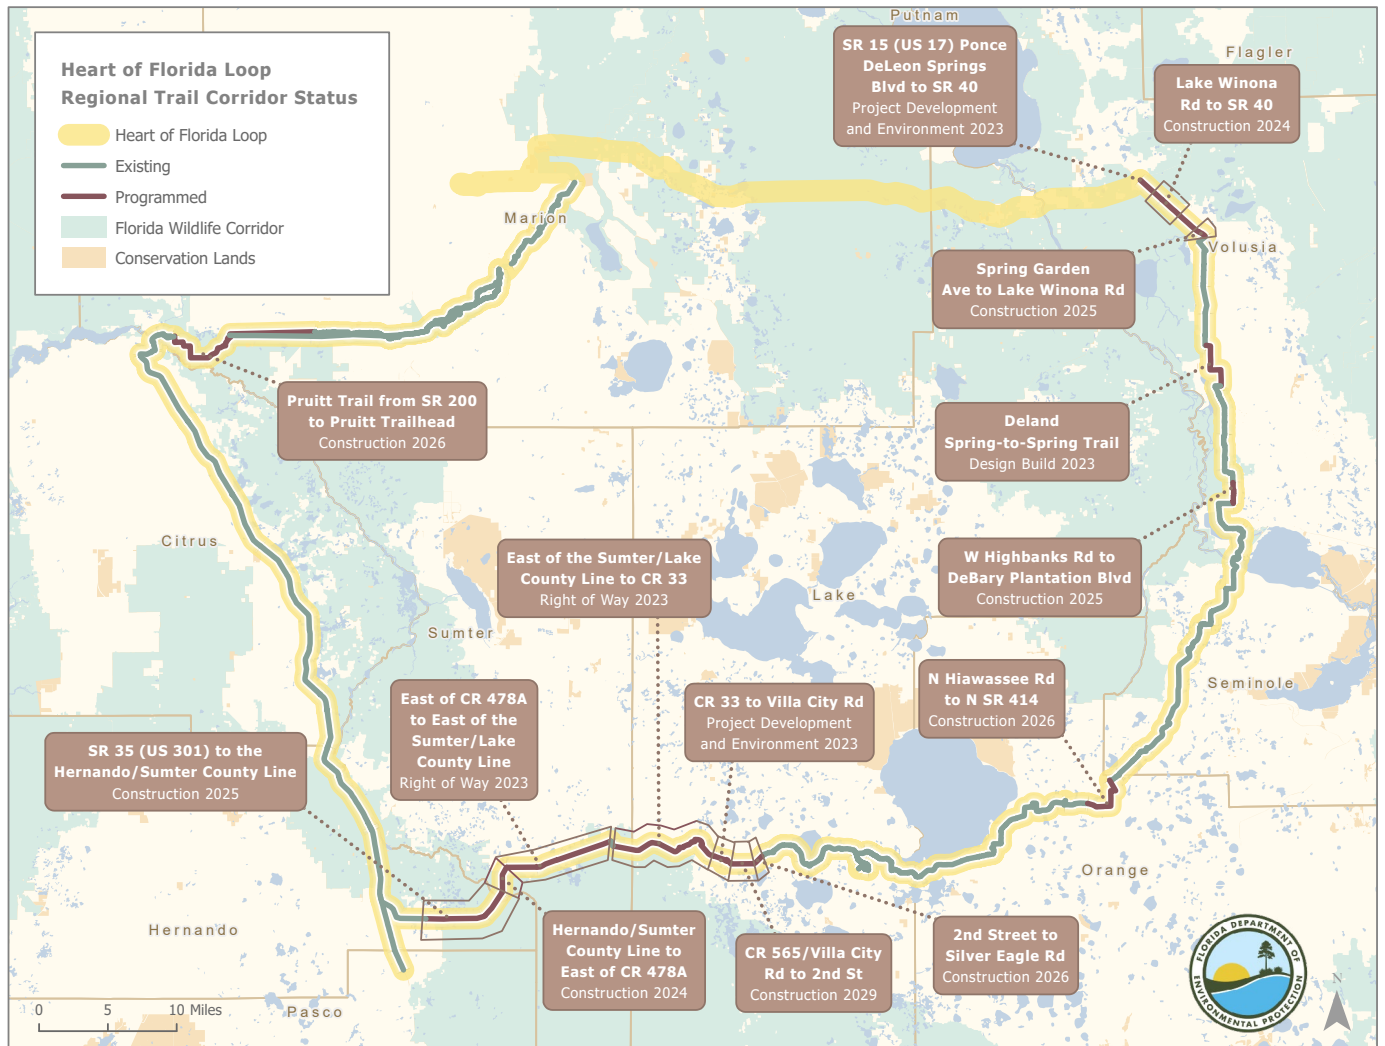 Putnam
Flagler
Heart of Florida Loop
Regional Trail Corridor Status
Heart of Florida Loop
Existing
Programmed
Florida Wildlife Corridor
Conservation Lands
SR 15 (US 17) Ponce
DeLeon Springs
Blvd to SR 40
Project Development
and Environment 2023
Lake Winona
Rd to SR 40
Construction 2024
Marion
Volusia
Spring Garden
Ave to Lake Winona Rd
Construction 2025
Pruitt Trail from SR 200
to Pruitt Trailhead
Construction 2026
Deland
Spring-to-Spring Trail
Design Build 2023
Citrus
East of the Sumter/Lake
County Line to CR 33
Right of Way 2023
W Highbanks Rd to
DeBary Plantation Blvd
Construction 2025
Lake
Sumter
Seminole
East of CR 478A
to East of the
Sumter/Lake
County Line
Right of Way 2023
CR 33 to Villa City Rd
Project Development
and Environment 2023
N Hiawassee Rd
to N SR 414
Construction 2026
SR 35 (US 301) to the
Hernando/Sumter County Line
Construction 2025
Orange
Hernando
Hernando/Sumter
County Line to
East of CR 478A
Construction 2024
CR 565/Villa City
Rd to 2nd St
Construction 2029
2nd Street to
Silver Eagle Rd
Construction 2026
FLORIDA DEPARTMENT OF
ENVIRONMENTAL PROTECTION
N
0 5 10 Miles
Pasco